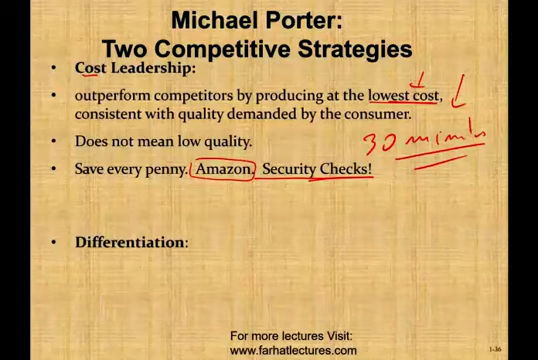 Michael Porter:
Two Competitive Strategies
• Cost Leadership:
• outperform competitors by producing at the lowest cost,
consistent with quality demanded by the consumer.
• Does not mean low quality.
• Save every penny. Amazon, Security Checks!
30
• Differentiation:
For more lectures Visit:
www.farhatlectures.com
1-36